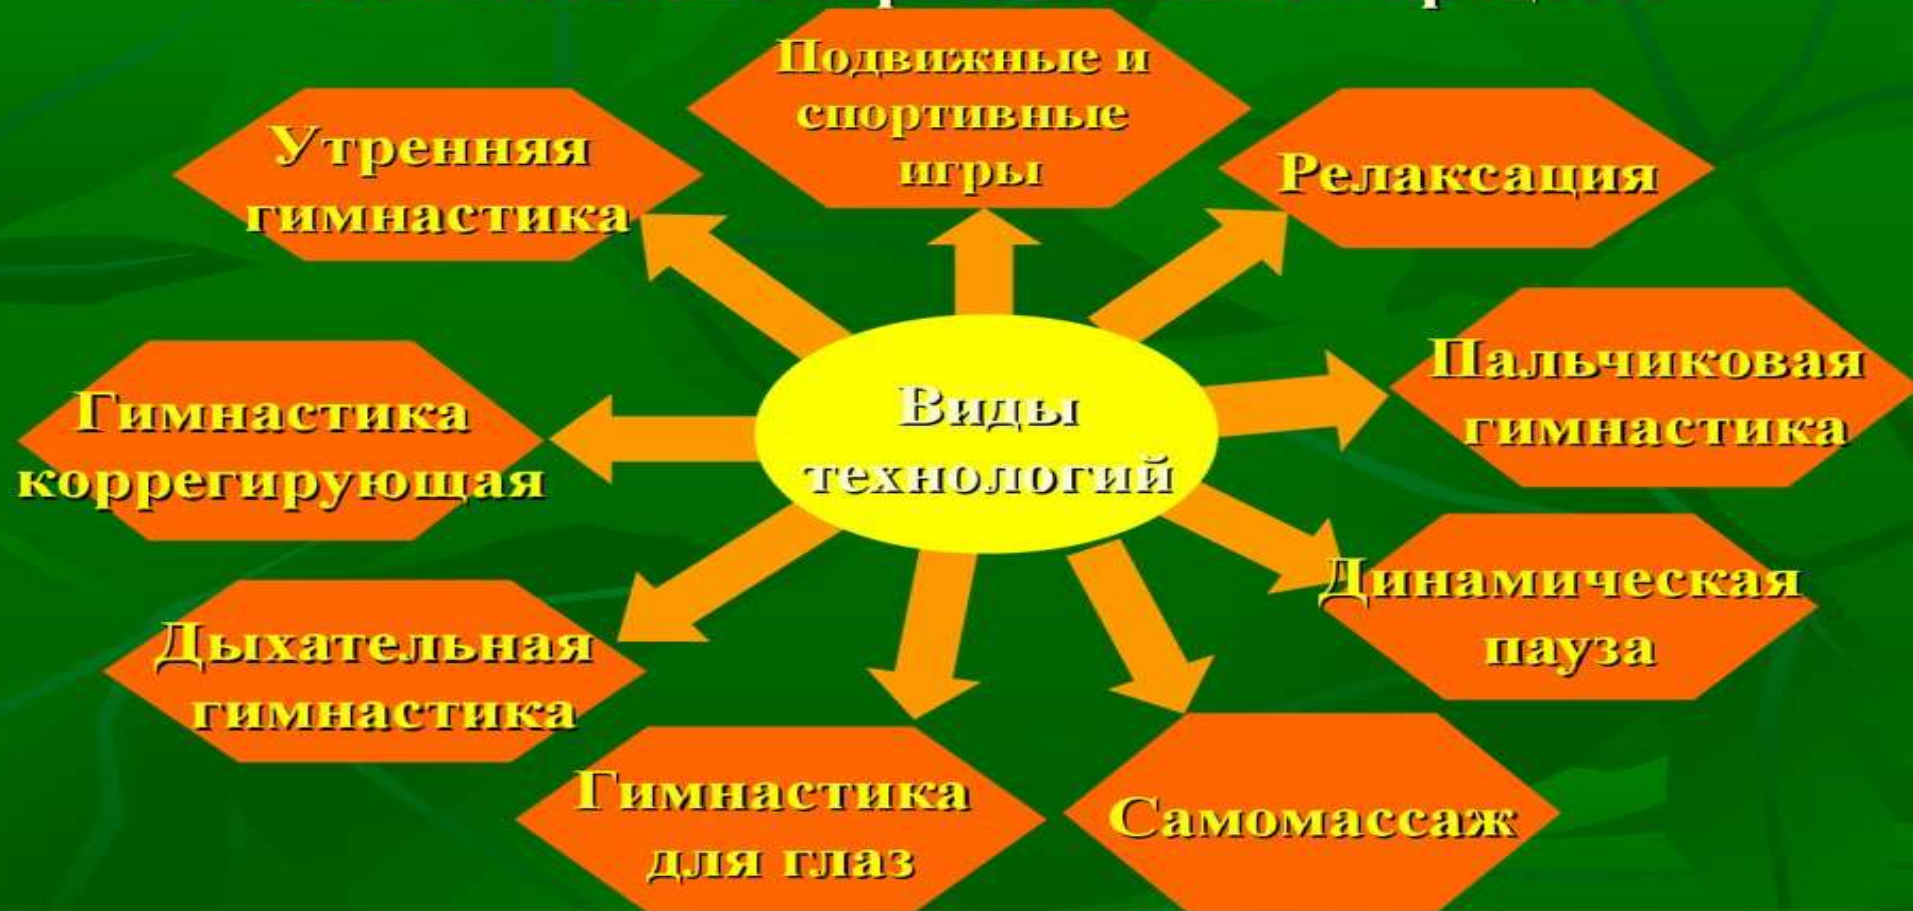 Подвижные и
спортивные
игры
Утренняя
гимнастика
Релаксация
Пальчиковая
гимнастика
Гимнастика
коррегирующая
Виды
технологий
Динамическая
пауза
Дыхательная
гимнастика
Гимнастика
для глаз
Самомассаж